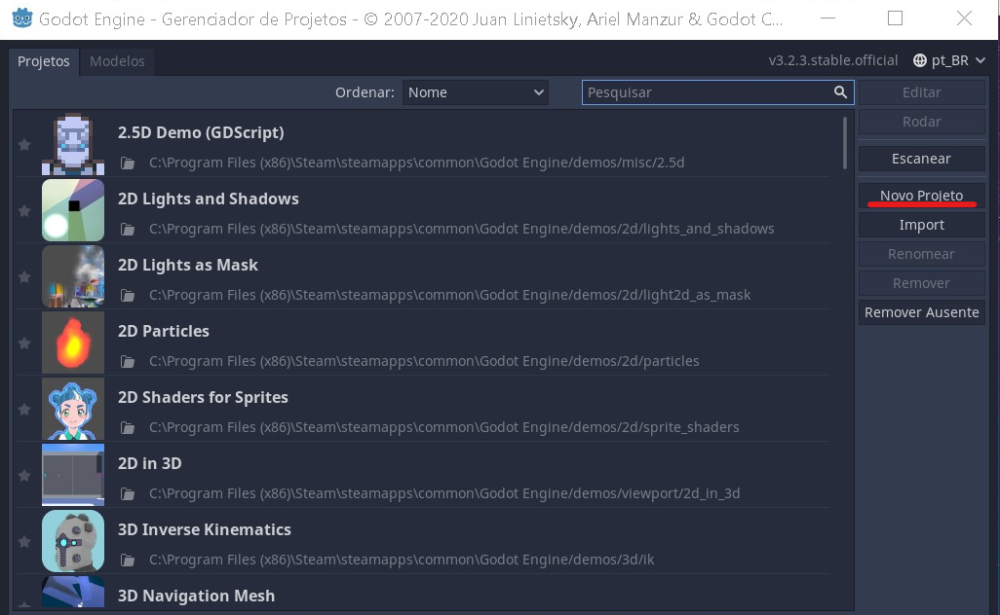 Godot Engine - Gerenciador de Projetos - © 2007-2020 Juan Linietsky, Ariel Manzur & Godot C...
Projetos Modelos v3.2.3.stable.official pt_BR
Ordenar: Nome Pesquisar Editar
Rodar
Escanear
Novo Projeto
Import
Renomear
Remover
Remover Ausente
2.5D Demo (GDScript)
C:\Program Files (x86)\Steam\steamapps\common\Godot Engine/demos/misc/2.5d
2D Lights and Shadows
C:\Program Files (x86)\Steam\steamapps\common\Godot Engine/demos/2d/lights_and_shadows
2D Lights as Mask
C:\Program Files (x86)\Steam\steamapps\common\Godot Engine/demos/2d/light2d_as_mask
2D Particles
C:\Program Files (x86)\Steam\steamapps\common\Godot Engine/demos/2d/particles
2D Shaders for Sprites
C:\Program Files (x86)\Steam\steamapps\common\Godot Engine/demos/2d/sprite_shaders
2D in 3D
C:\Program Files (x86)\Steam\steamapps\common\Godot Engine/demos/viewport/2d_in_3d
3D Inverse Kinematics
C:\Program Files (x86)\Steam\steamapps\common\Godot Engine/demos/3d/ik
3D Navigation Mesh